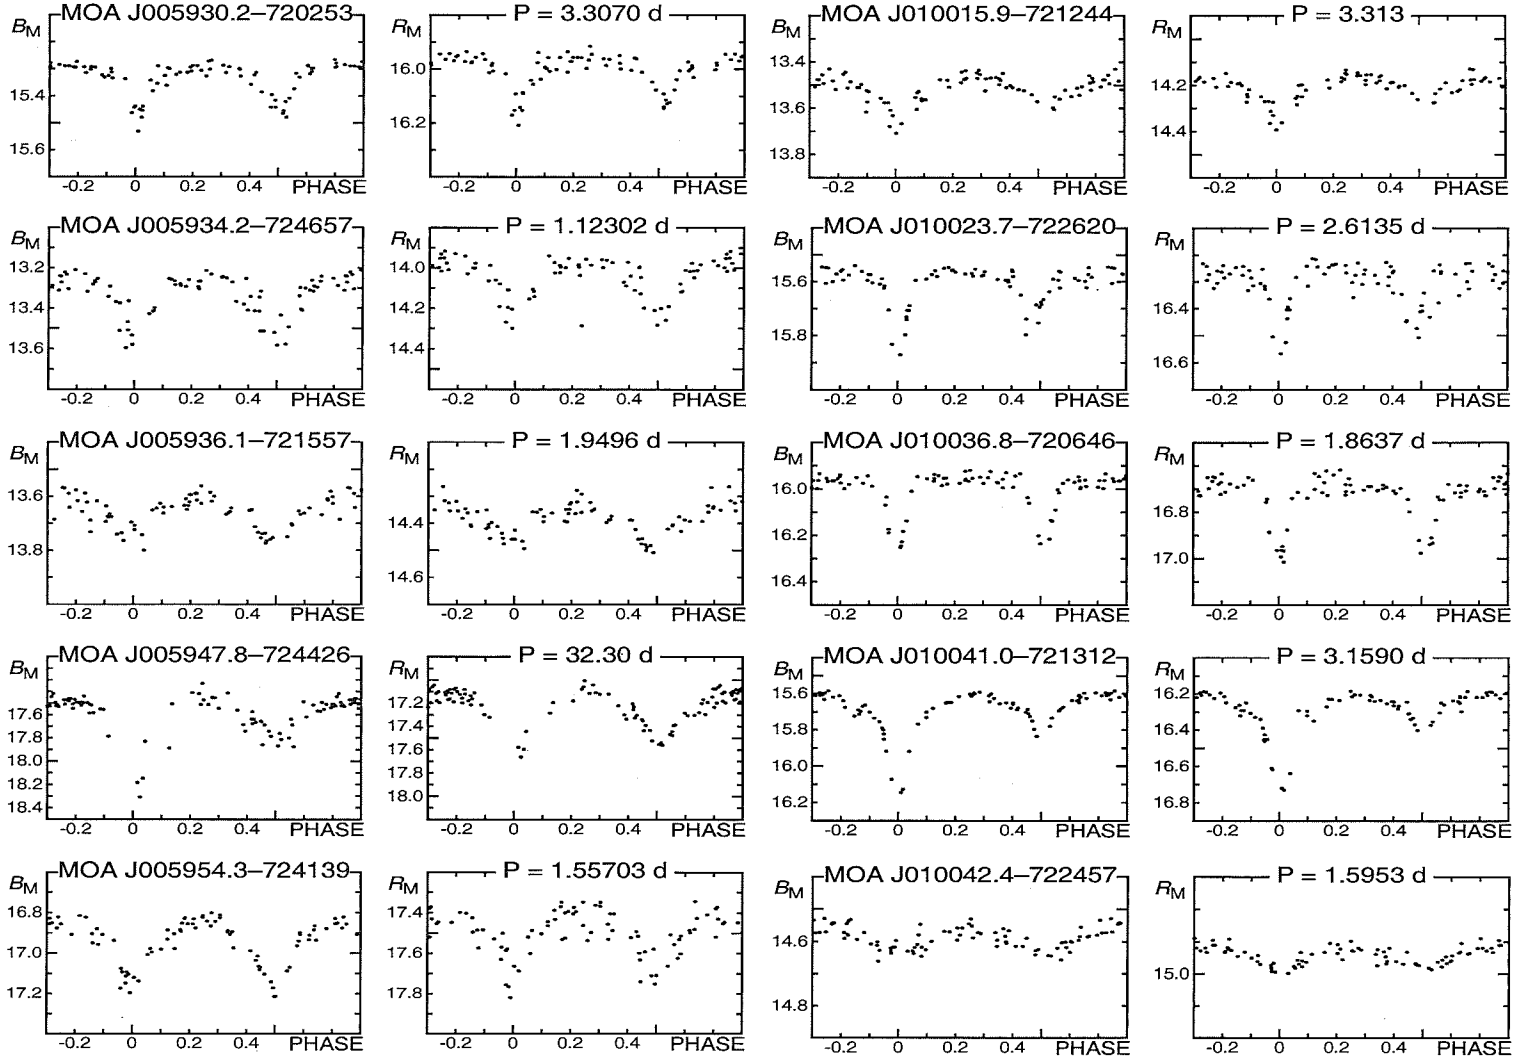 MOA J005930.2–720253
P = 3.3070 d
B_M
15.4
15.6
-0.2 0 0.2 0.4 PHASE
R_M
16.0
16.2
-0.2 0 0.2 0.4 PHASE
MOA J010015.9–721244
P = 3.313
B_M
13.4
13.6
13.8
-0.2 0 0.2 0.4 PHASE
R_M
14.2
14.4
-0.2 0 0.2 0.4 PHASE
MOA J005934.2–724657
P = 1.12302 d
B_M
13.2
13.4
13.6
-0.2 0 0.2 0.4 PHASE
R_M
14.0
14.2
14.4
-0.2 0 0.2 0.4 PHASE
MOA J010023.7–722620
P = 2.6135 d
B_M
15.6
15.8
-0.2 0 0.2 0.4 PHASE
R_M
16.4
16.6
-0.2 0 0.2 0.4 PHASE
MOA J005936.1–721557
P = 1.9496 d
B_M
13.6
13.8
-0.2 0 0.2 0.4 PHASE
R_M
14.4
14.6
-0.2 0 0.2 0.4 PHASE
MOA J010036.8–720646
P = 1.8637 d
B_M
16.0
16.2
16.4
-0.2 0 0.2 0.4 PHASE
R_M
16.8
17.0
-0.2 0 0.2 0.4 PHASE
MOA J005947.8–724426
P = 32.30 d
B_M
17.6
17.8
18.0
18.2
18.4
-0.2 0 0.2 0.4 PHASE
R_M
17.2
17.4
17.6
17.8
18.0
-0.2 0 0.2 0.4 PHASE
MOA J010041.0–721312
P = 3.1590 d
B_M
15.6
15.8
16.0
16.2
-0.2 0 0.2 0.4 PHASE
R_M
16.2
16.4
16.6
16.8
-0.2 0 0.2 0.4 PHASE
MOA J005954.3–724139
P = 1.55703 d
B_M
16.8
17.0
17.2
-0.2 0 0.2 0.4 PHASE
R_M
17.4
17.6
17.8
-0.2 0 0.2 0.4 PHASE
MOA J010042.4–722457
P = 1.5953 d
B_M
14.6
14.8
-0.2 0 0.2 0.4 PHASE
R_M
15.0
-0.2 0 0.2 0.4 PHASE